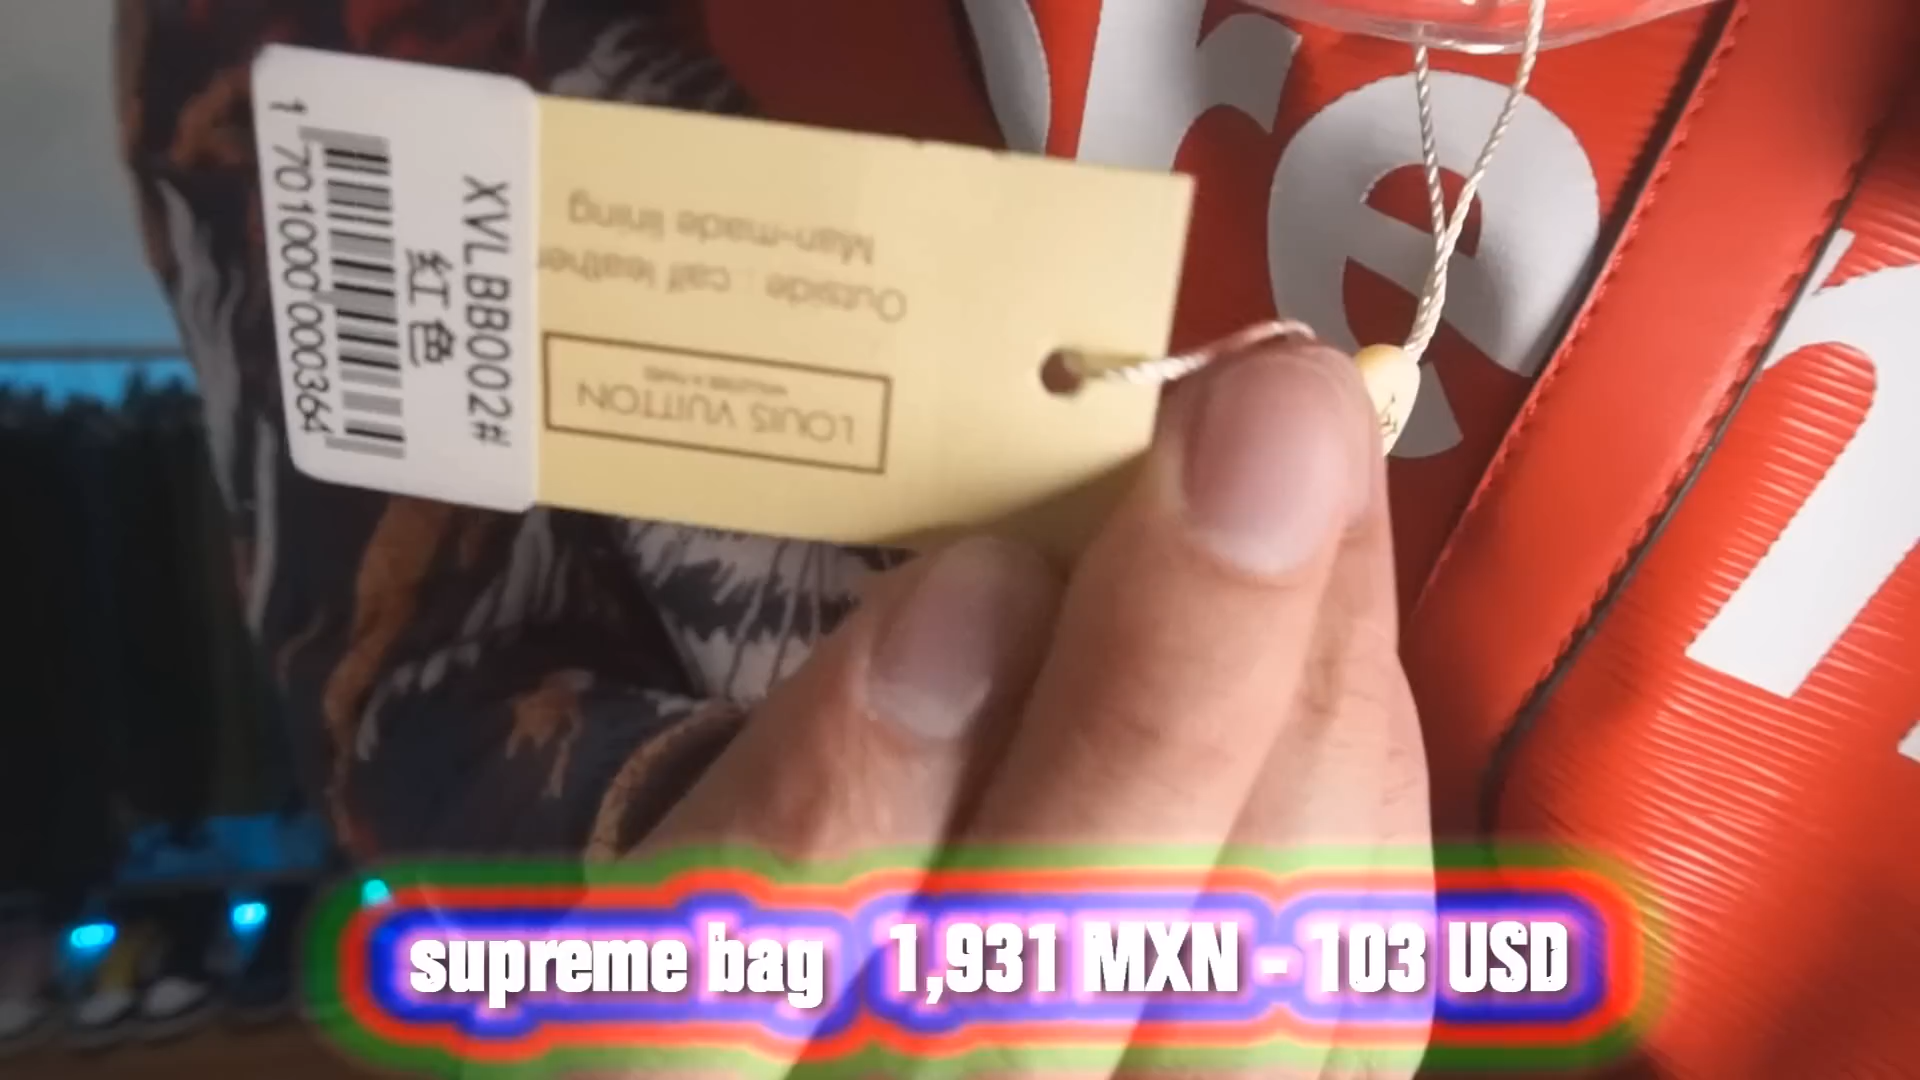 XVLBB002#
红色
1 701000 000364
LOUIS VUITTON
Outside : calf leather
Man-made lining
re
supreme bag 1,931 MXN - 103 USD